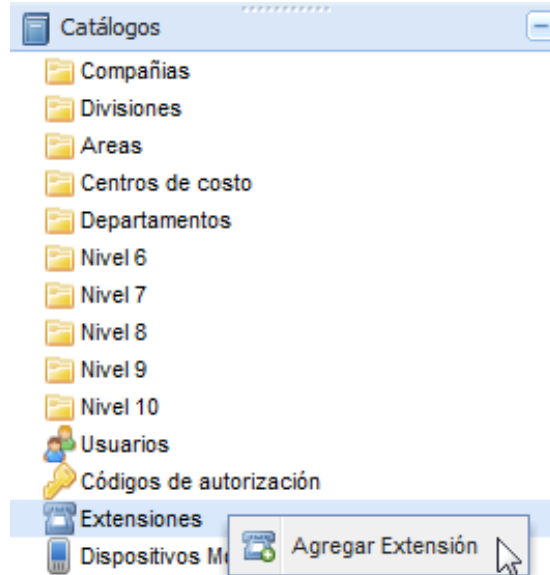 Catálogos
Compañias
Divisiones
Areas
Centros de costo
Departamentos
Nivel 6
Nivel 7
Nivel 8
Nivel 9
Nivel 10
Usuarios
Códigos de autorización
Extensiones
Agregar Extensión
Dispositivos